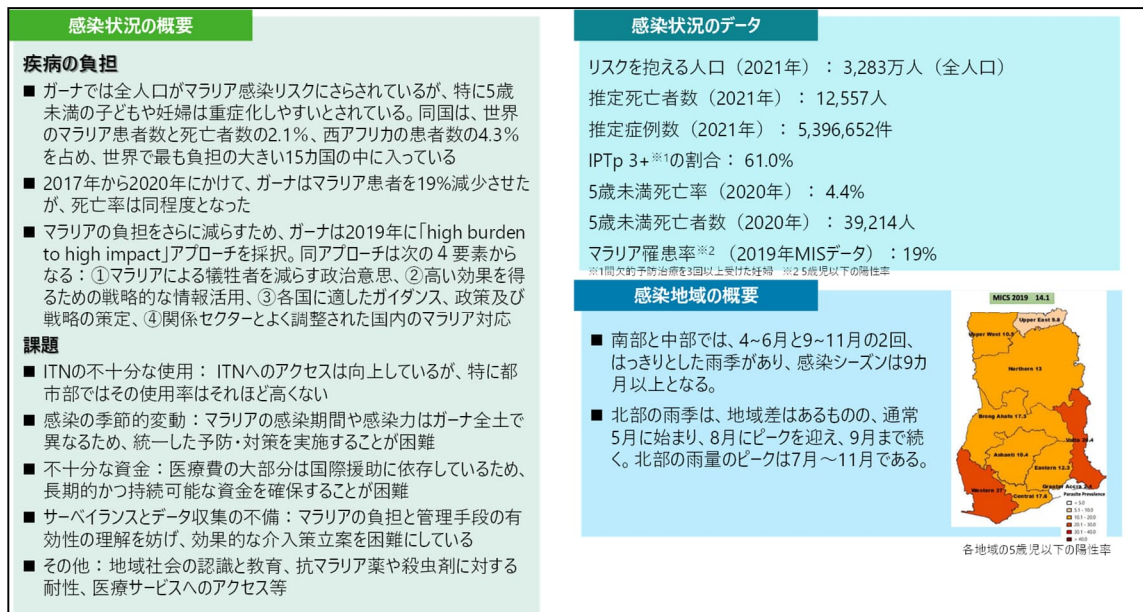 感染状況の概要
疾病の負担
■ ガーナでは全人口がマラリア感染リスクにさらされているが、特に5歳
未満の子どもや妊婦は重症化しやすいとされている。同国は、世界
のマラリア患者数と死亡者数の2.1%、西アフリカの患者数の4.3%
を占め、世界で最も負担の大きい15カ国の中に入っている
■ 2017年から2020年にかけて、ガーナはマラリア患者を19%減少させた
が、死亡率は同程度となった
■ マラリアの負担をさらに減らすため、ガーナは2019年に「high burden
to high impact」アプローチを採択。同アプローチは次の4要素から
なる：①マラリアによる犠牲者を減らす政治意思、②高い効果を得
るための戦略的な情報活用、③各国に適したガイダンス、政策及び
戦略の策定、④関係セクターとよく調整された国内のマラリア対応
課題
■ ITNの不十分な使用： ITNへのアクセスは向上しているが、特に都
市部ではその使用率はそれほど高くない
■ 感染の季節的変動：マラリアの感染期間や感染力はガーナ全土で
異なるため、統一した予防・対策を実施することが困難
■ 不十分な資金：医療費の大部分は国際援助に依存しているため、
長期的かつ持続可能な資金を確保することが困難
■ サーベイランスとデータ収集の不備：マラリアの負担と管理手段の有
効性の理解を妨げ、効果的な介入策立案を困難にしている
■ その他：地域社会の認識と教育、抗マラリア薬や殺虫剤に対する
耐性、医療サービスへのアクセス等
感染状況のデータ
リスクを抱える人口（2021年）： 3,283万人（全人口）
推定死亡者数（2021年）： 12,557人
推定症例数（2021年）： 5,396,652件
IPTp 3+※1の割合： 61.0%
5歳未満死亡率（2020年）： 4.4%
5歳未満死亡者数（2020年）： 39,214人
マラリア罹患率※2（2019年MISデータ）：19%
※1間欠的予防治療を3回以上受けた妊婦 ※2 5歳児以下の陽性率
感染地域の概要
■ 南部と中部では、4~6月と9~11月の2回、
はっきりとした雨季があり、感染シーズンは9カ
月以上となる。
■ 北部の雨季は、地域差はあるものの、通常
5月に始まり、8月にピークを迎え、9月まで続
く。北部の雨量のピークは7月～11月である。
MICS 2019 14.1
Upper East 9.6
Upper West
Northern 13
Brong Ahafo 17.3
Volta
Ashanti 10.4
Eastern 12.3
Greater Accra
Western 27
Central 17.6
Parasite Prevalence
< 5.0
5.1 - 10.0
10.1 - 20.0
20.1 - 30.0
30.1 - 40.0
> 40.0
各地域の5歳児以下の陽性率